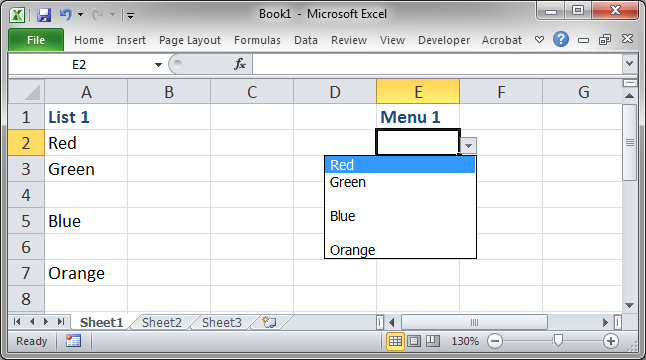 Book1 - Microsoft Excel
File Home Insert Page Layout Formulas Data Review View Developer Acrobat
E2 fx
A B C D E F G
1 List 1 Menu 1
2 Red
3 Green
5 Blue
6
7 Orange
8
Red
Green
Blue
Orange
Sheet1 Sheet2 Sheet3
Ready 130%